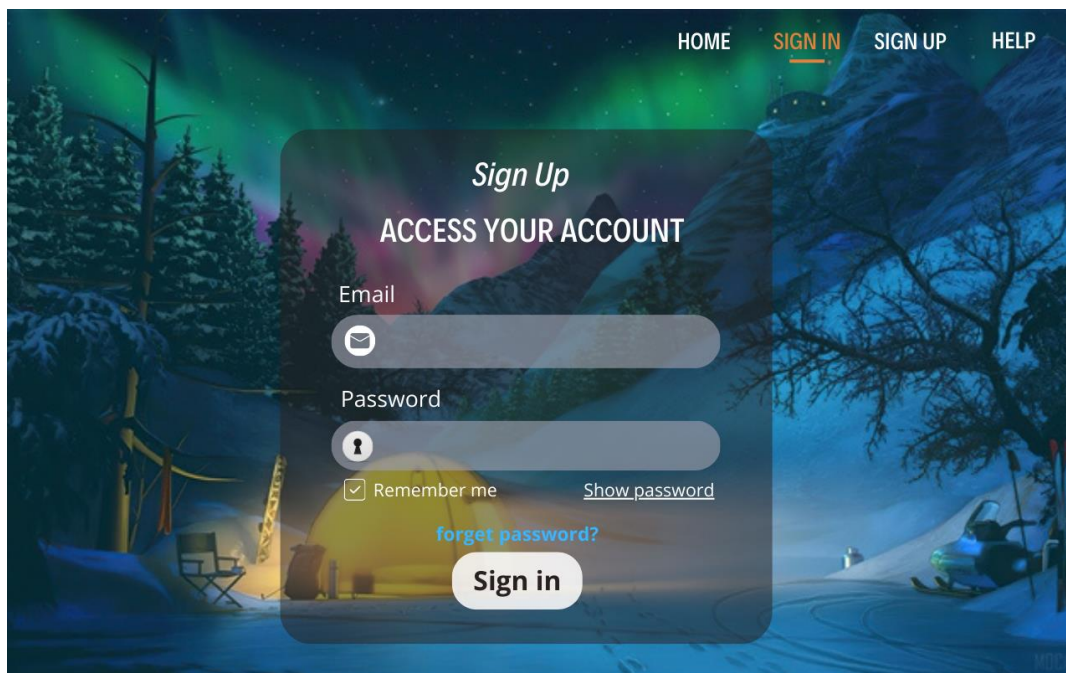 HOME SIGN IN SIGN UP HELP
Sign Up
ACCESS YOUR ACCOUNT
Email
Password
Remember me Show password
forget password?
Sign in